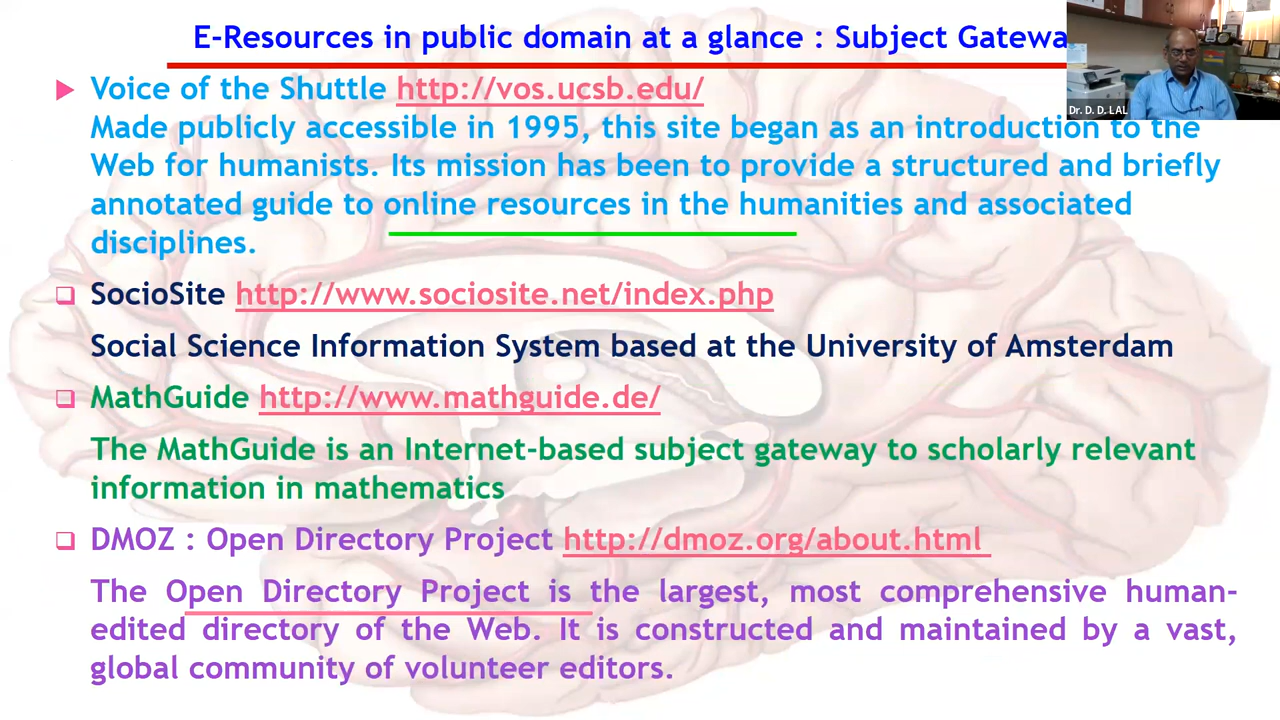 E-Resources in public domain at a glance : Subject Gatewa
Dr. D. D. LAL
Voice of the Shuttle http://vos.ucsb.edu/
Made publicly accessible in 1995, this site began as an introduction to the
Web for humanists. Its mission has been to provide a structured and briefly
annotated guide to online resources in the humanities and associated
disciplines.
SocioSite http://www.sociosite.net/index.php
Social Science Information System based at the University of Amsterdam
MathGuide http://www.mathguide.de/
The MathGuide is an Internet-based subject gateway to scholarly relevant
information in mathematics
DMOZ : Open Directory Project http://dmoz.org/about.html
The Open Directory Project is the largest, most comprehensive human-
edited directory of the Web. It is constructed and maintained by a vast,
global community of volunteer editors.